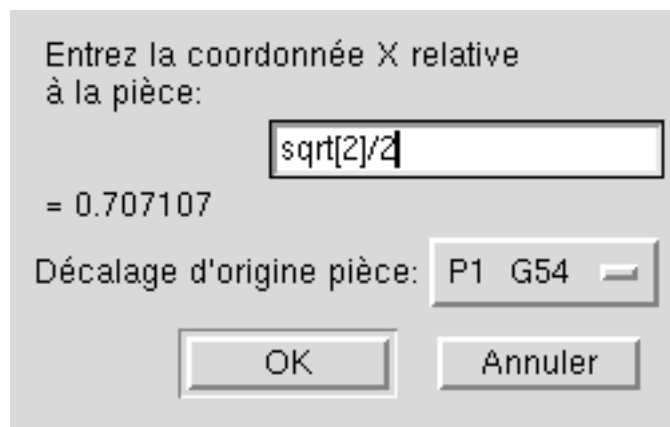 Entrez la coordonnée X relative
à la pièce:
sqrt[2]/2
= 0.707107
Décalage d'origine pièce: P1 G54
OK Annuler